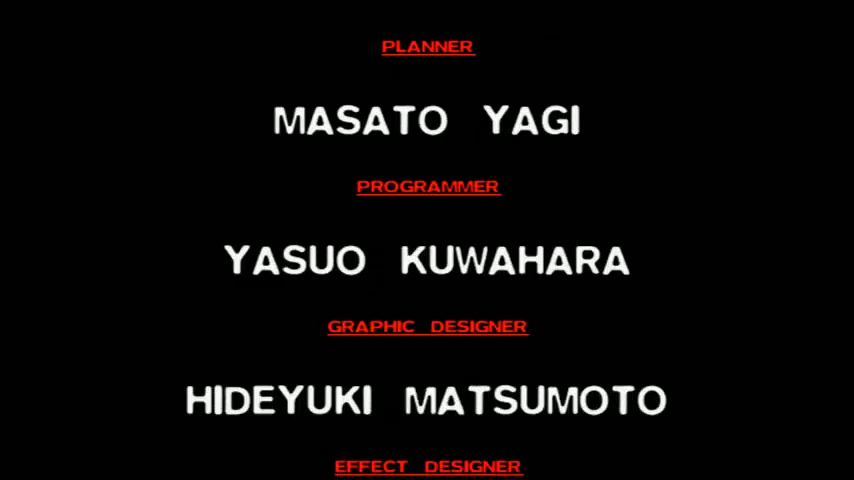 PLANNER
MASATO YAGI
PROGRAMMER
YASUO KUWAHARA
GRAPHIC DESIGNER
HIDEYUKI MATSUMOTO
EFFECT DESIGNER